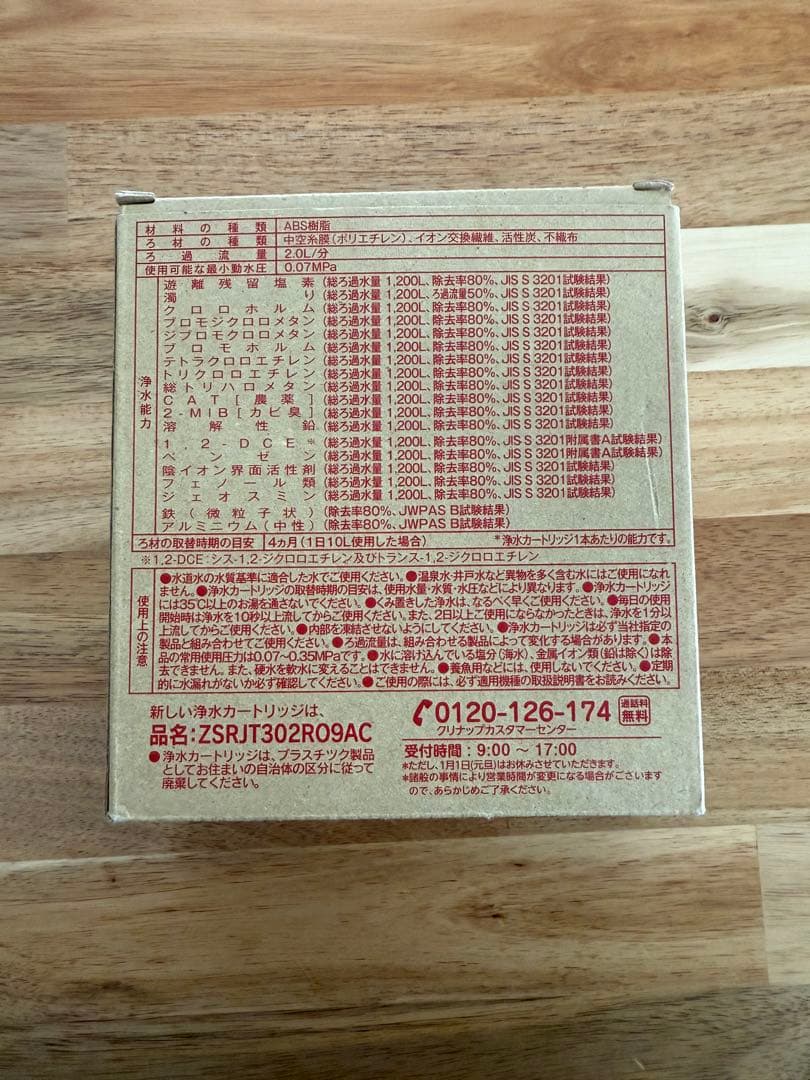 材料の種類 ABS樹脂
ろ材の種類 中空糸膜(ポリエチレン)、イオン交換繊維、活性炭、不織布
ろ過流量 2.0L/分
使用可能な最小動水圧 0.07MPa
浄水能力
遊離残留塩素(総ろ過水量 1,200L、除去率80%、JIS S 3201試験結果)
濁り(総ろ過水量 1,200L、ろ過流量50%、JIS S 3201試験結果)
クロロホルム(総ろ過水量 1,200L、除去率80%、JIS S 3201試験結果)
ブロモジクロロメタン(総ろ過水量 1,200L、除去率80%、JIS S 3201試験結果)
ジブロモクロロメタン(総ろ過水量 1,200L、除去率80%、JIS S 3201試験結果)
ブロモホルム(総ろ過水量 1,200L、除去率80%、JIS S 3201試験結果)
テトラクロロエチレン(総ろ過水量 1,200L、除去率80%、JIS S 3201試験結果)
トリクロロエチレン(総ろ過水量 1,200L、除去率80%、JIS S 3201試験結果)
総トリハロメタン(総ろ過水量 1,200L、除去率80%、JIS S 3201試験結果)
CAT[農薬](総ろ過水量 1,200L、除去率80%、JIS S 3201試験結果)
2-MIB[カビ臭](総ろ過水量 1,200L、除去率80%、JIS S 3201試験結果)
溶解性鉛(総ろ過水量 1,200L、除去率80%、JIS S 3201試験結果)
1,2-DCE※(総ろ過水量 1,200L、除去率80%、JIS S 3201附属書A試験結果)
ベンゼン(総ろ過水量 1,200L、除去率80%、JIS S 3201附属書A試験結果)
陰イオン界面活性剤(総ろ過水量 1,200L、除去率80%、JIS S 3201試験結果)
フェノール類(総ろ過水量 1,200L、除去率80%、JIS S 3201試験結果)
ジェオスミン(総ろ過水量 1,200L、除去率80%、JIS S 3201試験結果)
鉄(微粒子状)(除去率80%、JWPAS B試験結果)
アルミニウム(中性)(除去率80%、JWPAS B試験結果)
ろ材の取替時期の目安 4ヵ月(1日10L使用した場合) *浄水カートリッジ1本あたりの能力です。
※1,2-DCE:シス-1,2-ジクロロエチレン及びトランス-1,2-ジクロロエチレン
使用上の注意
●水道水の水質基準に適合した水でご使用ください。●温泉水・井戸水など異物を多く含む水にはご使用になれ
ません。●浄水カートリッジの取替時期の目安は、使用水量・水質・水圧などにより異なります。●浄水カートリッジ
には35℃以上のお湯を通さないでください。●くみ置きした浄水は、なるべく早くご使用ください。●毎日の使用
開始時は浄水を10秒以上流してからご使用ください。また、2日以上ご使用にならなかったときは、浄水を1分以
上流してからご使用ください。●内部を凍結させないようにしてください。●浄水カートリッジは必ず当社指定の
製品と組み合わせてご使用ください。●ろ過流量は、組み合わせる製品によって変化する場合があります。●本
品の常用使用圧力は0.07～0.35MPaです。●水に溶け込んでいる塩分(海水)、金属イオン類(鉛は除く)は除
去できません。また、硬水を軟水に変えることはできません。●養魚用などには、使用しないでください。●定期
的に水漏れがないか必ず確認してください。●ご使用の際には、必ず適用機種の取扱説明書をお読みください。
新しい浄水カートリッジは、
品名:ZSRJT302R09AC
●浄水カートリッジは、プラスチック製品
としてお住まいの自治体の区分に従って
廃棄してください。
0120-126-174 通話料無料
クリナップカスタマーセンター
受付時間:9:00 ～ 17:00
*ただし、1月1日(元旦)はお休みさせていただきます。
*諸般の事情により営業時間が変更になる場合がございます
ので、あらかじめご了承ください。